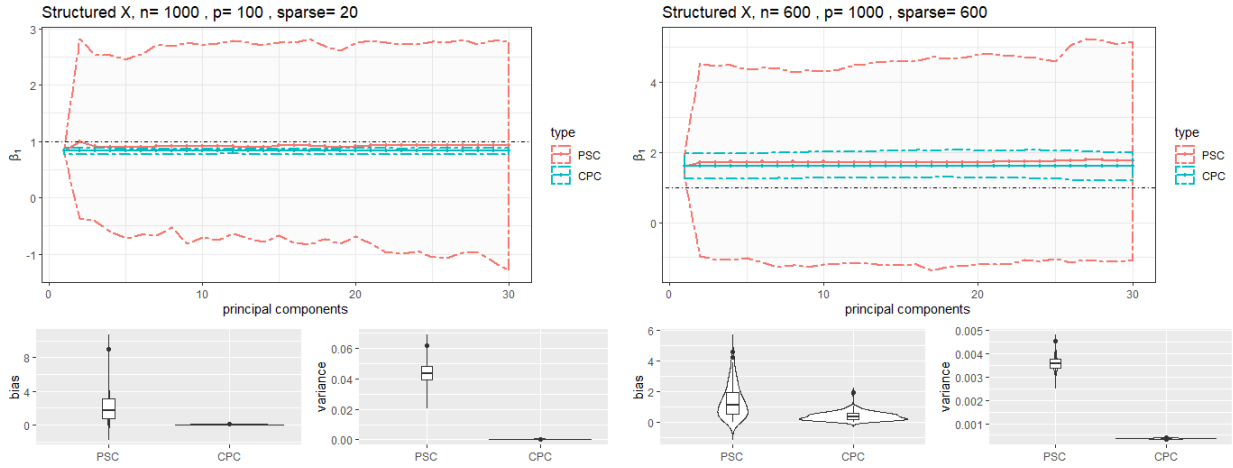 Structured X, n= 1000 , p= 100 , sparse= 20
3
2
1
0
-1
β1
0
10
20
30
principal components
type
PSC
CPC
Structured X, n= 600 , p= 1000 , sparse= 600
4
2
0
β1
0
10
20
30
principal components
type
PSC
CPC
8
4
0
bias
PSC
CPC
0.06
0.04
0.02
0.00
variance
PSC
CPC
6
4
2
0
bias
PSC
CPC
0.005
0.004
0.003
0.002
0.001
variance
PSC
CPC